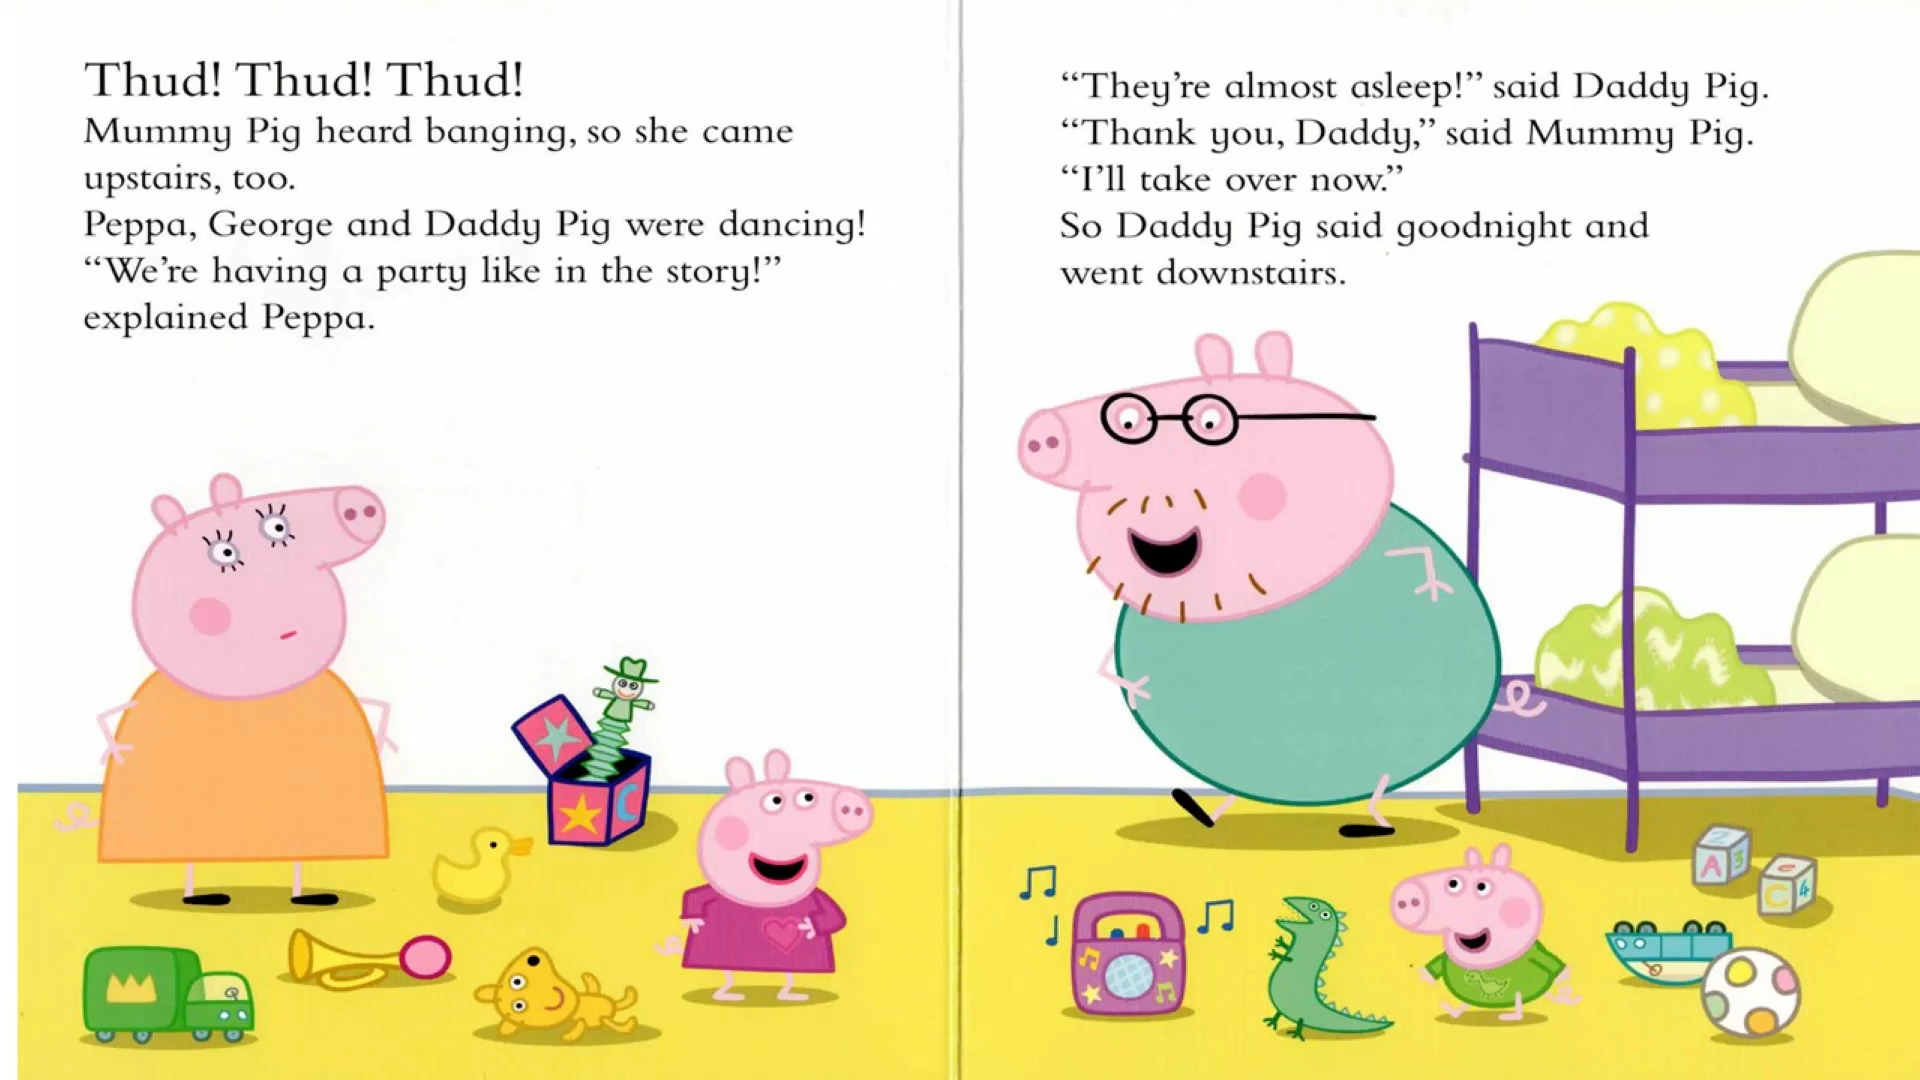 Thud! Thud! Thud!
Mummy Pig heard banging, so she came
upstairs, too.
Peppa, George and Daddy Pig were dancing!
“We’re having a party like in the story!”
explained Peppa.
“They’re almost asleep!” said Daddy Pig.
“Thank you, Daddy,” said Mummy Pig.
“I’ll take over now.”
So Daddy Pig said goodnight and
went downstairs.
A 3
C 4